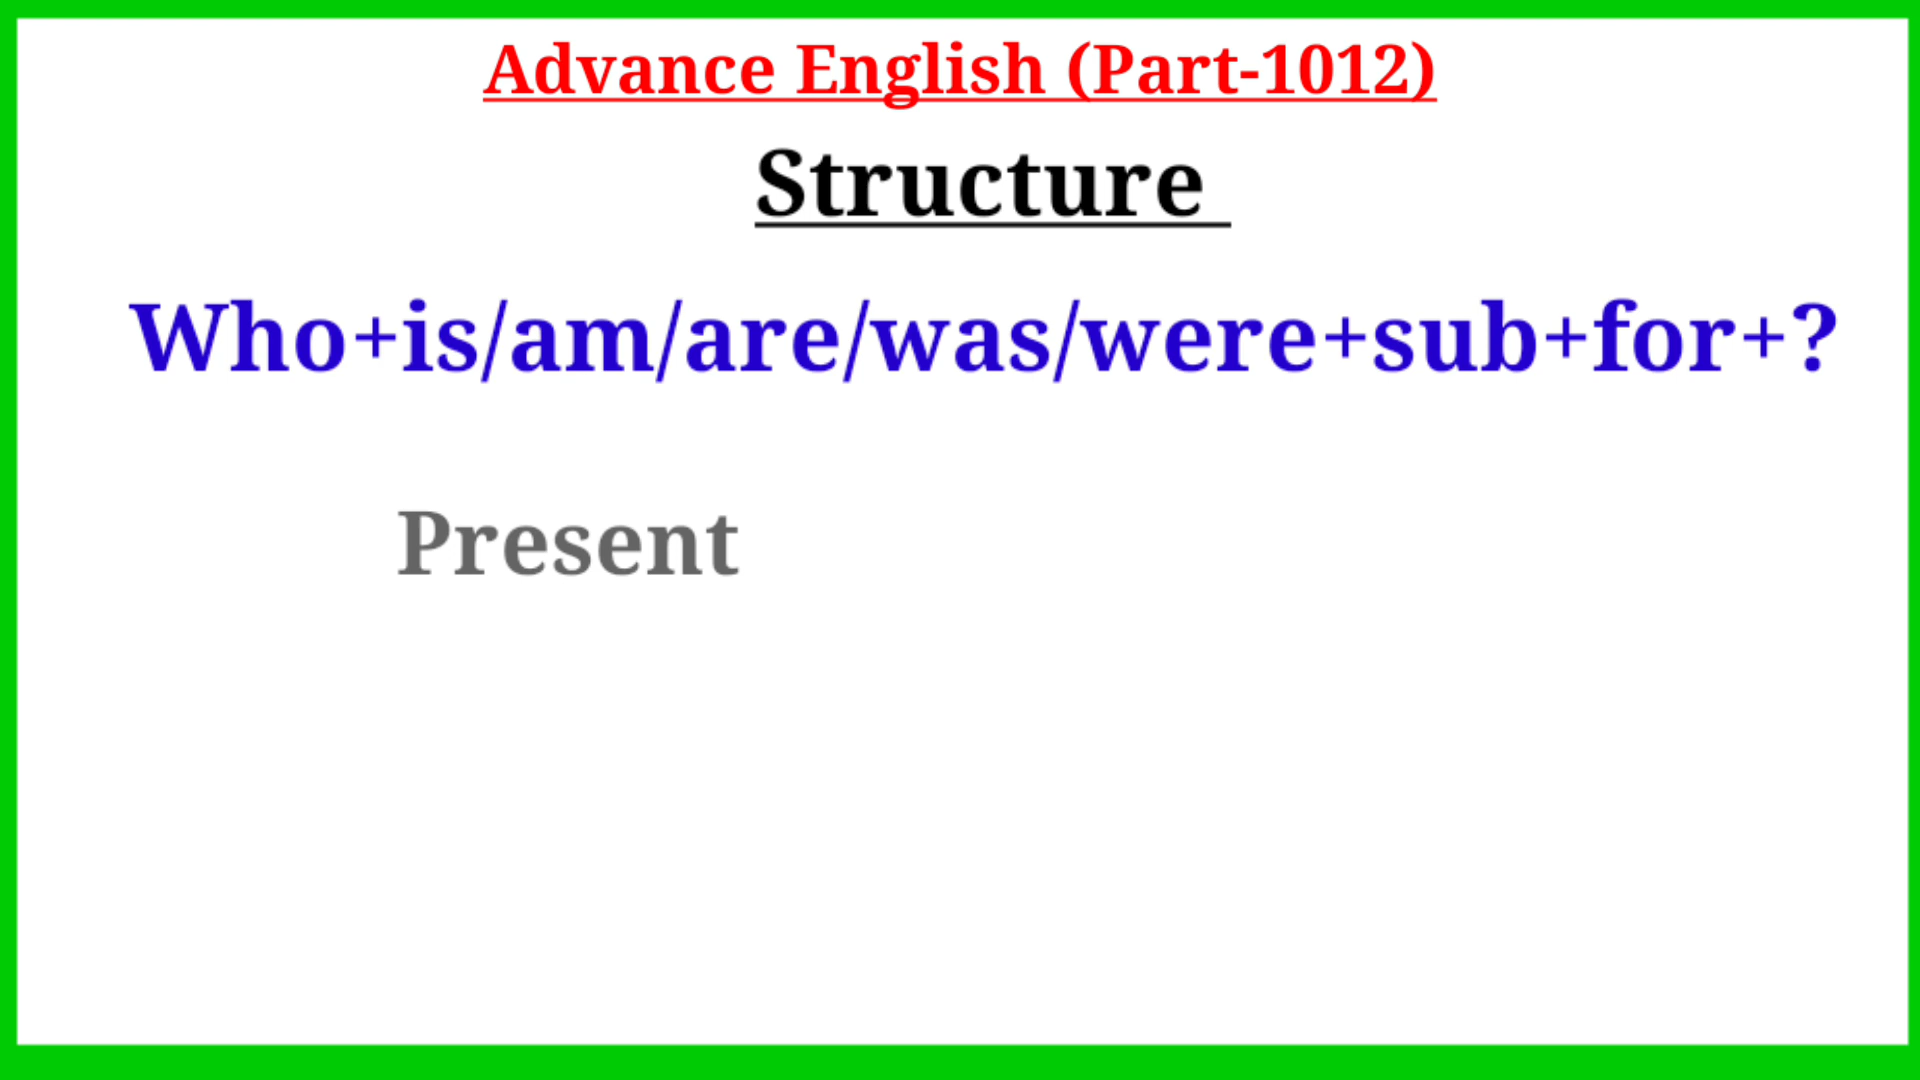 Advance English (Part-1012)
Structure
Who+is/am/are/was/were+sub+for+?
Present